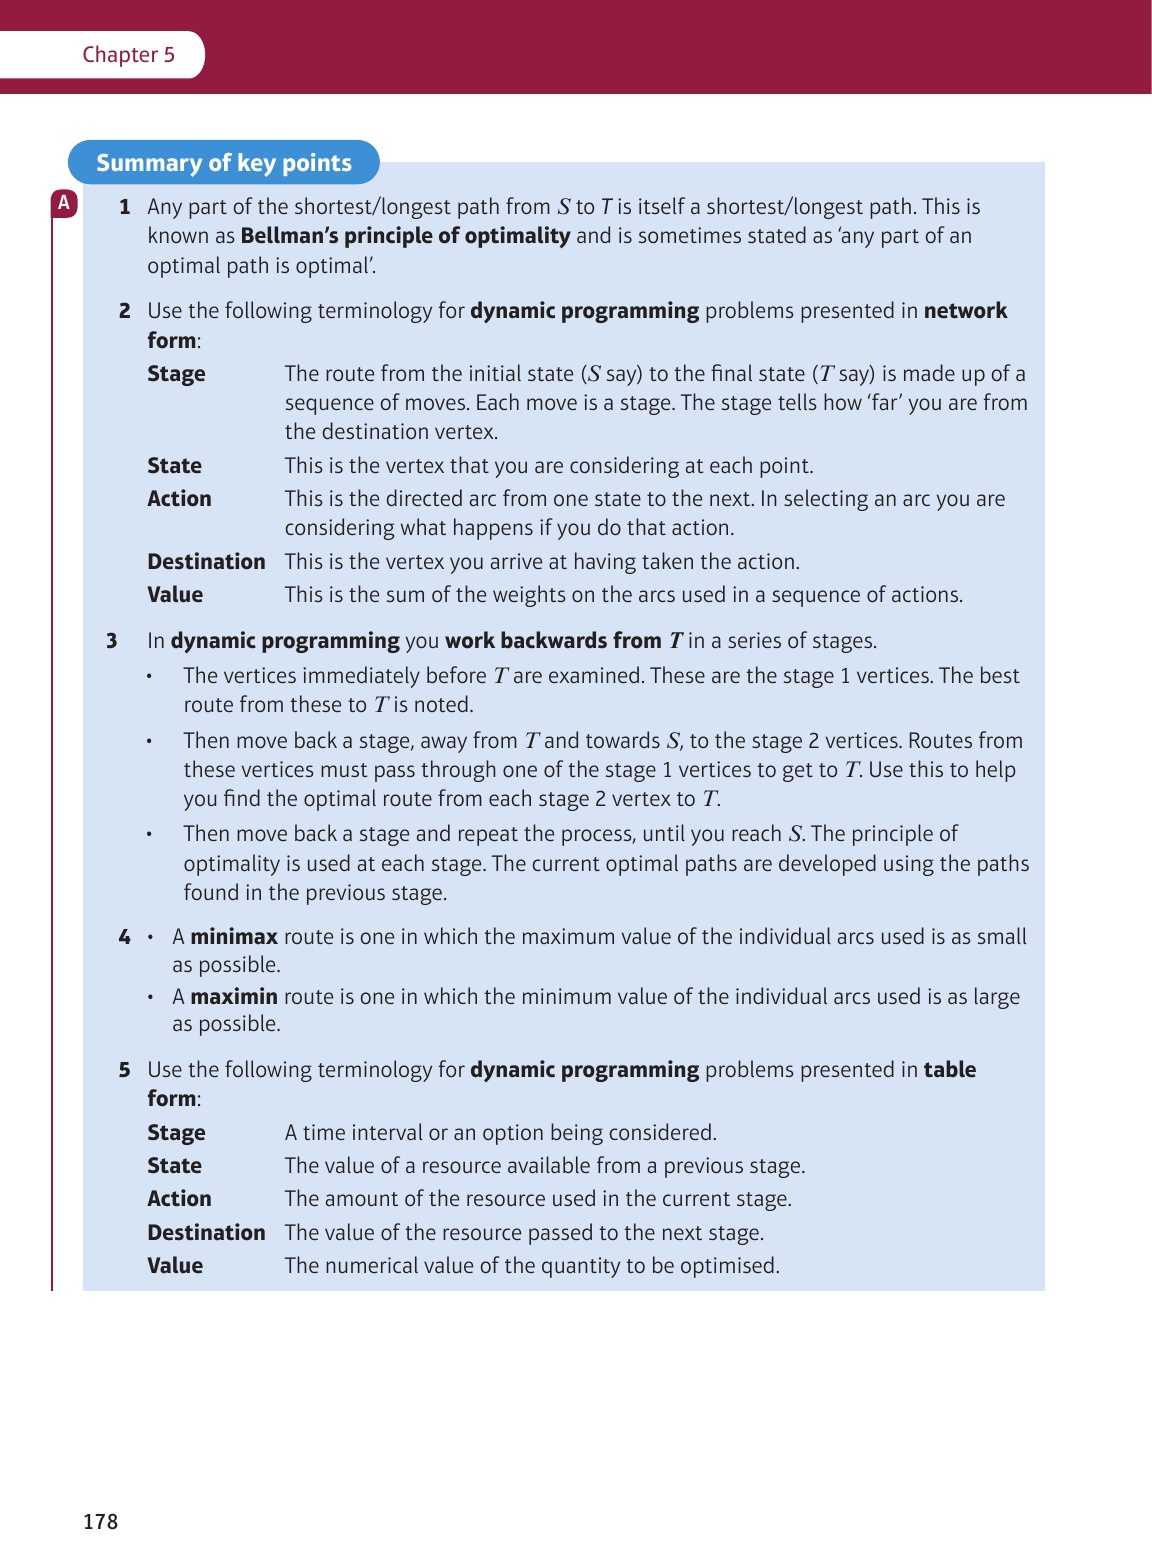 Chapter 5
Summary of key points
A
1 Any part of the shortest/longest path from S to T is itself a shortest/longest path. This is
known as Bellman’s principle of optimality and is sometimes stated as ‘any part of an
optimal path is optimal’.
2 Use the following terminology for dynamic programming problems presented in network
form:
Stage The route from the initial state (S say) to the final state (T say) is made up of a
sequence of moves. Each move is a stage. The stage tells how ‘far’ you are from
the destination vertex.
State This is the vertex that you are considering at each point.
Action This is the directed arc from one state to the next. In selecting an arc you are
considering what happens if you do that action.
Destination This is the vertex you arrive at having taken the action.
Value This is the sum of the weights on the arcs used in a sequence of actions.
3 In dynamic programming you work backwards from T in a series of stages.
• The vertices immediately before T are examined. These are the stage 1 vertices. The best
route from these to T is noted.
• Then move back a stage, away from T and towards S, to the stage 2 vertices. Routes from
these vertices must pass through one of the stage 1 vertices to get to T. Use this to help
you find the optimal route from each stage 2 vertex to T.
• Then move back a stage and repeat the process, until you reach S. The principle of
optimality is used at each stage. The current optimal paths are developed using the paths
found in the previous stage.
4 • A minimax route is one in which the maximum value of the individual arcs used is as small
as possible.
• A maximin route is one in which the minimum value of the individual arcs used is as large
as possible.
5 Use the following terminology for dynamic programming problems presented in table
form:
Stage A time interval or an option being considered.
State The value of a resource available from a previous stage.
Action The amount of the resource used in the current stage.
Destination The value of the resource passed to the next stage.
Value The numerical value of the quantity to be optimised.
178